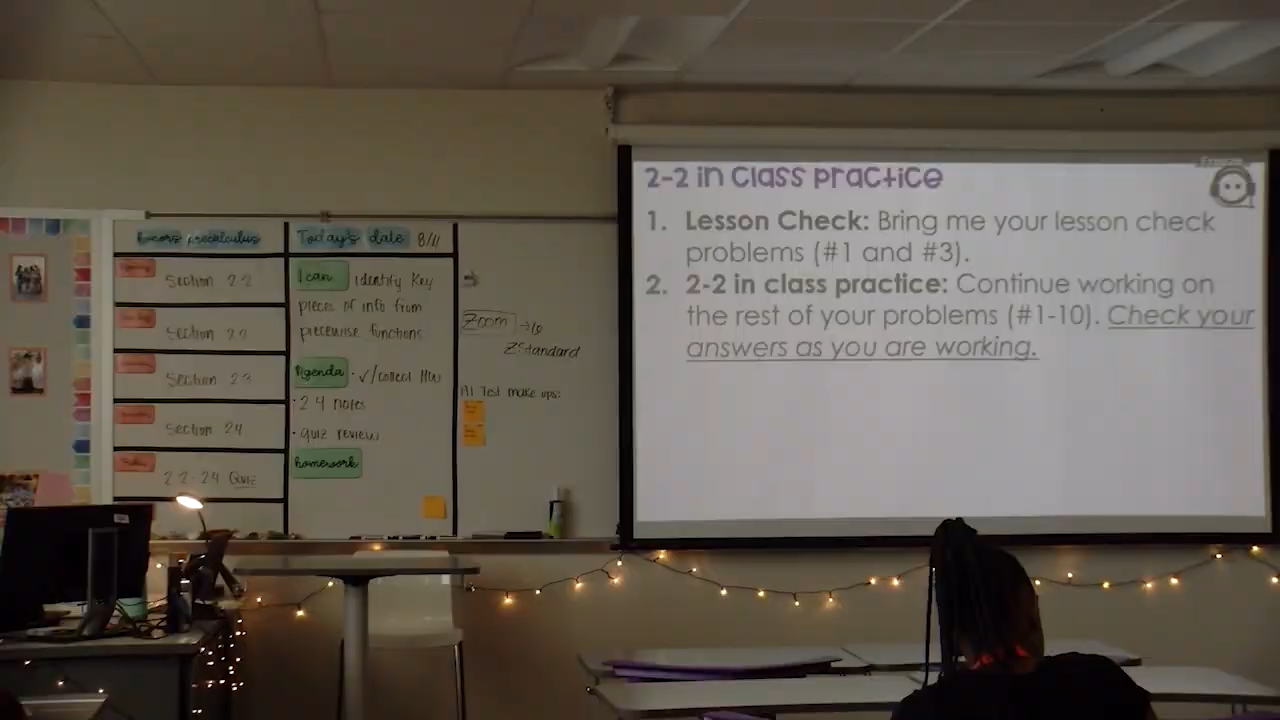 2-2 in class practice
1. Lesson Check: Bring me your lesson check
problems (#1 and #3).
2. 2-2 in class practice: Continue working on
the rest of your problems (#1-10). Check your
answers as you are working.
honors precalculus
Section 2.2
Section
Section 2.3
Section 2.4
2.2-2.4 Quiz
Today's date 8/11
I can identify key
pieces of info from
piecewise functions
Agenda · ✓/collect HW
· 2.4 notes
· quiz review
homework
Zoom → 6
ZStandard
Test make ups: